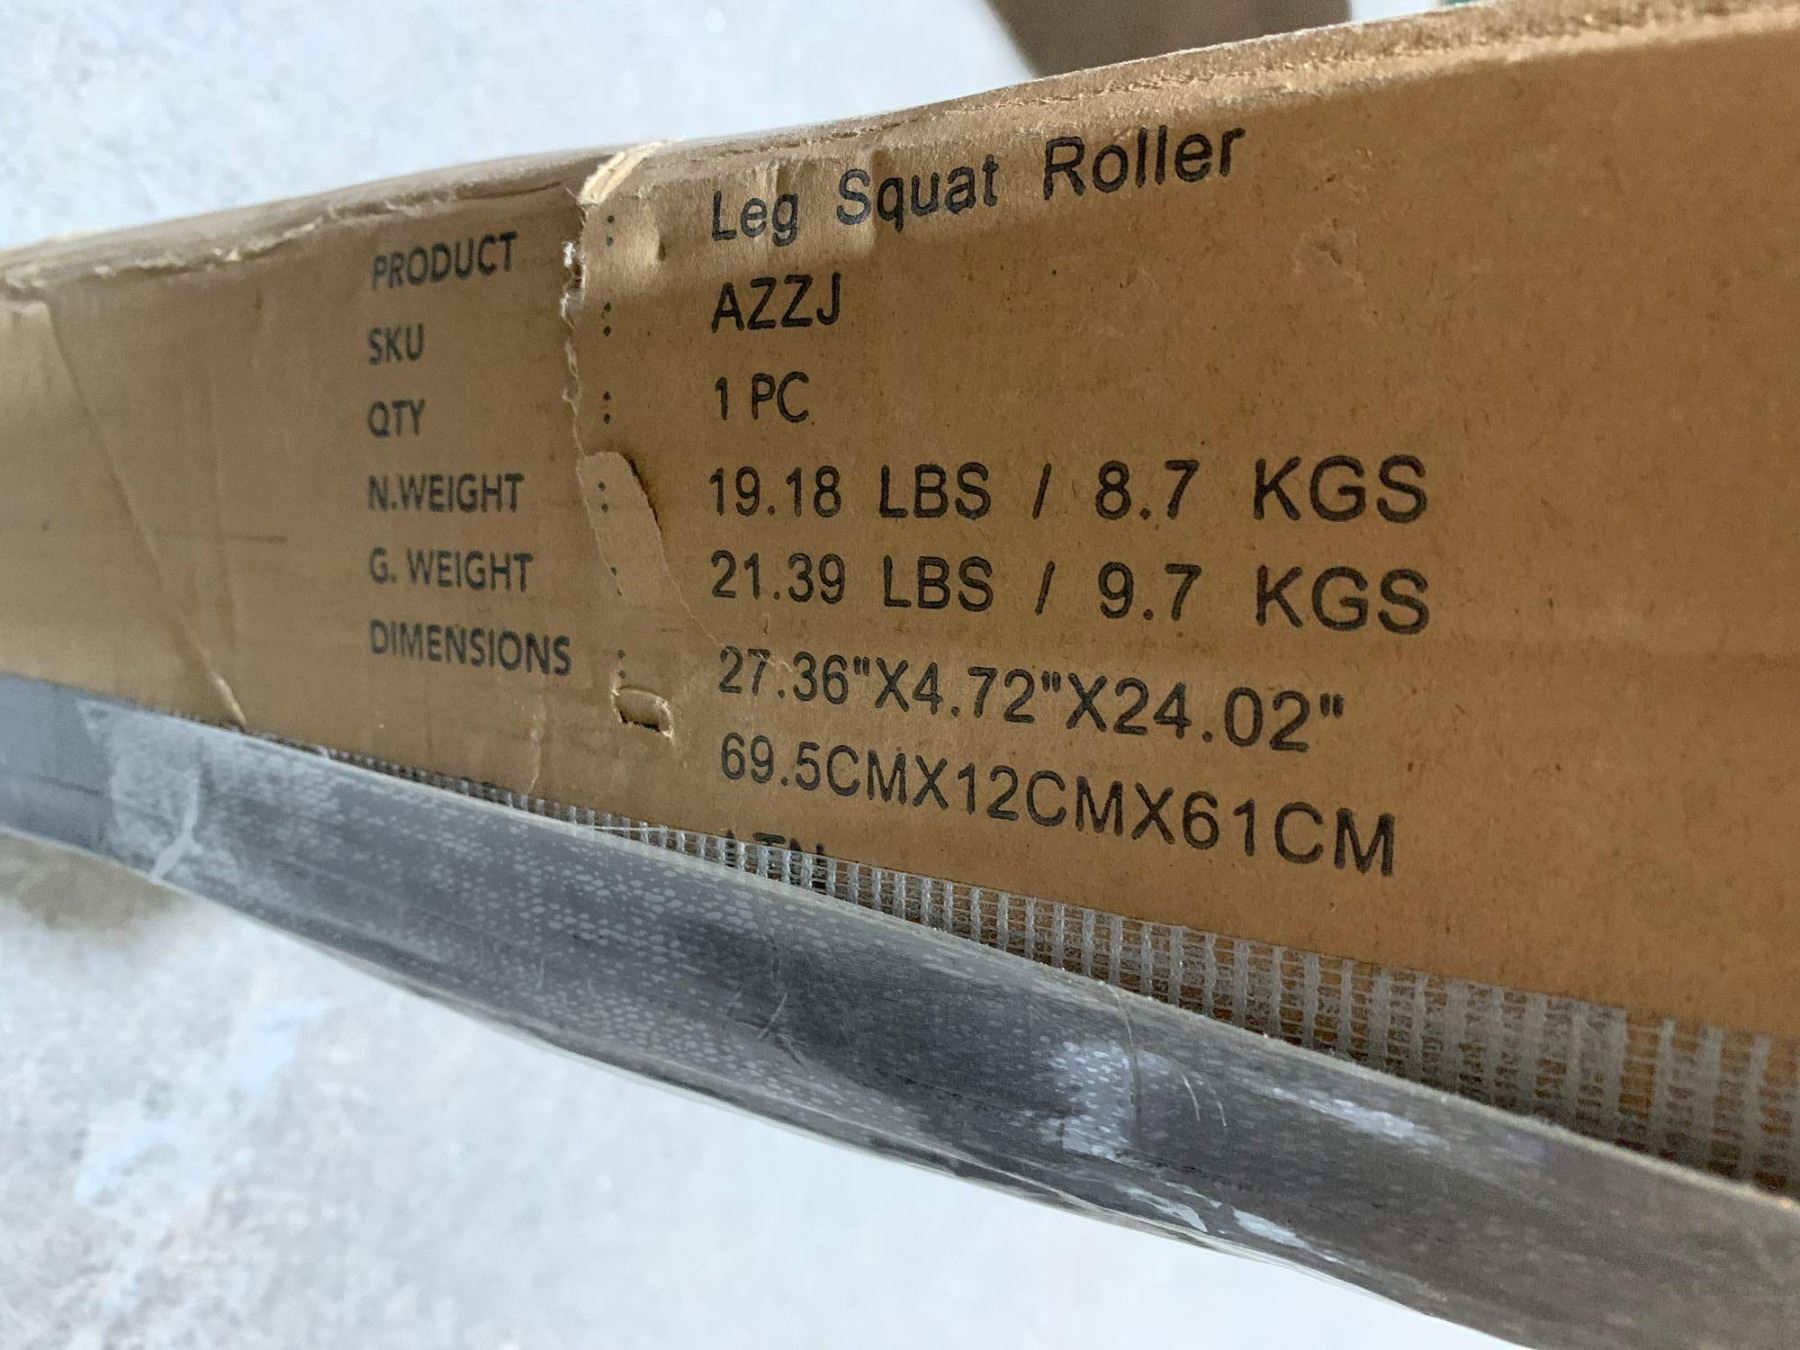 PRODUCT : Leg Squat Roller
SKU : AZZJ
QTY : 1 PC
N.WEIGHT : 19.18 LBS / 8.7 KGS
G. WEIGHT : 21.39 LBS / 9.7 KGS
DIMENSIONS : 27.36"X4.72"X24.02"
69.5CMX12CMX61CM